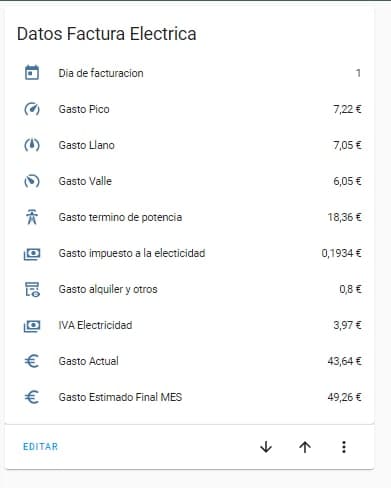 Datos Factura Electrica
Dia de facturacion 1
Gasto Pico 7,22 €
Gasto Llano 7,05 €
Gasto Valle 6,05 €
Gasto termino de potencia 18,36 €
Gasto impuesto a la electicidad 0,1934 €
Gasto alquiler y otros 0,8 €
IVA Electricidad 3,97 €
Gasto Actual 43,64 €
Gasto Estimado Final MES 49,26 €
EDITAR